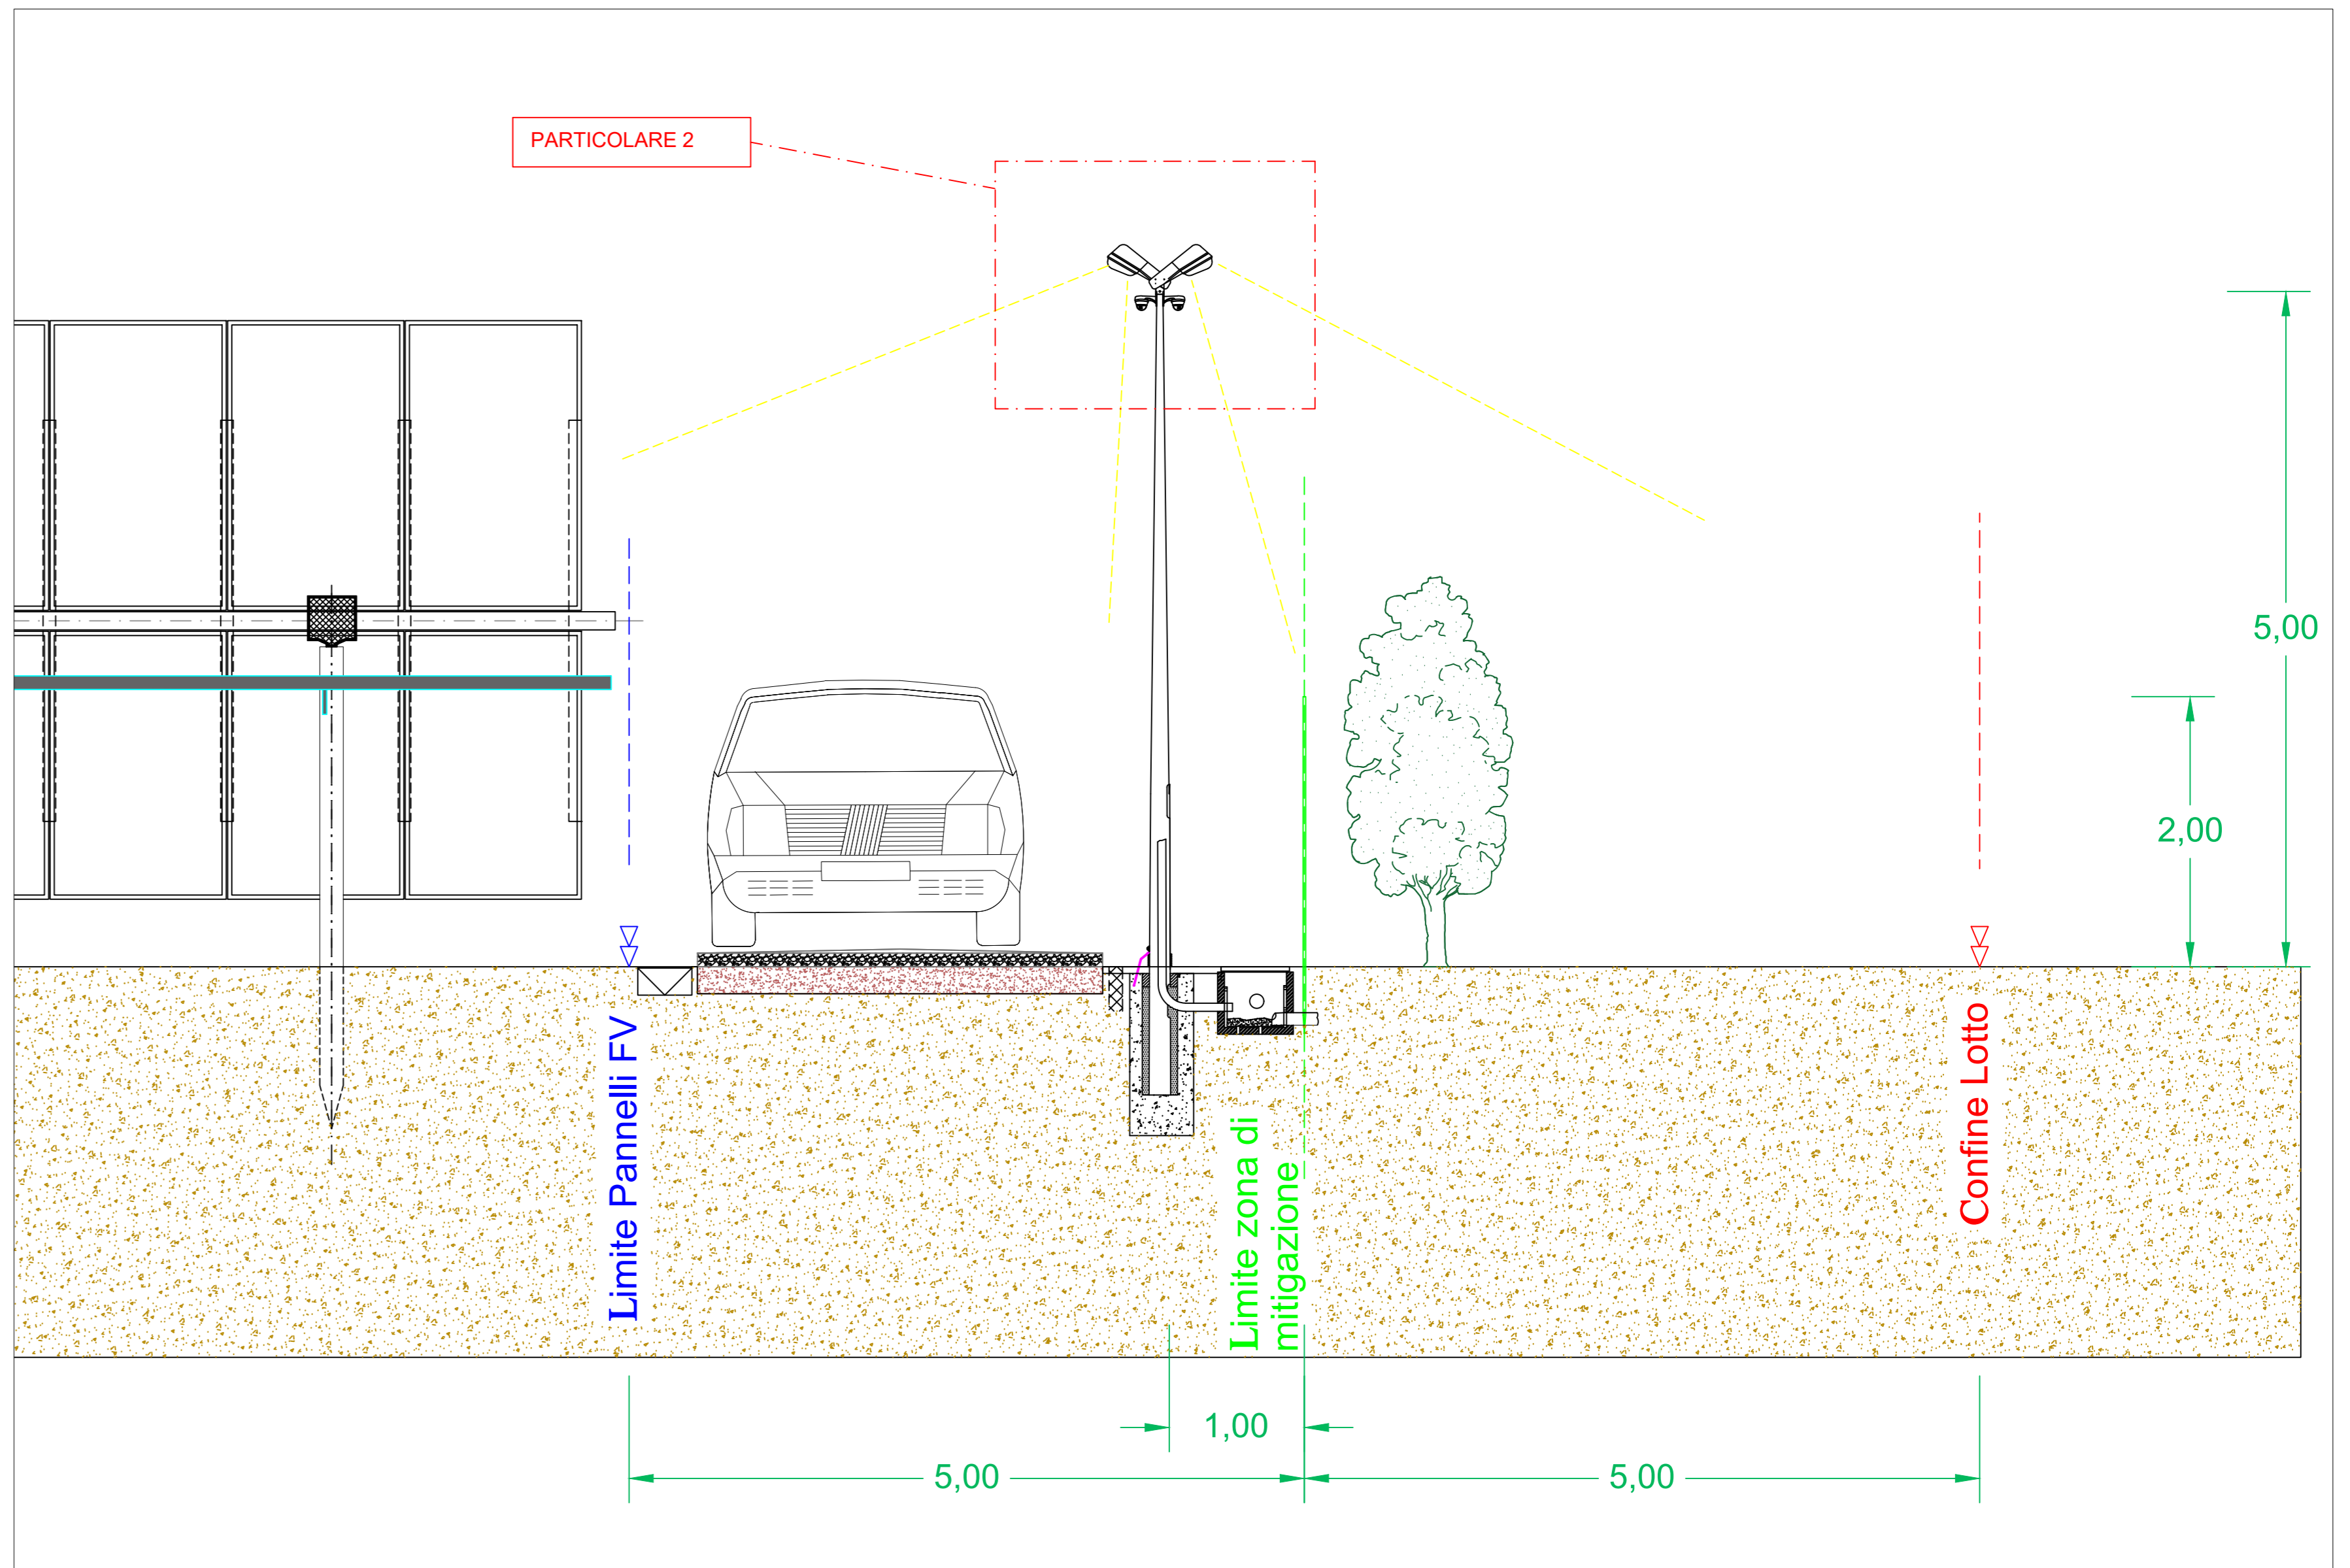 PARTICOLARE 2
5,00
2,00
Limite Pannelli FV
Limite zona di
mitigazione
Confine Lotto
1,00
5,00
5,00